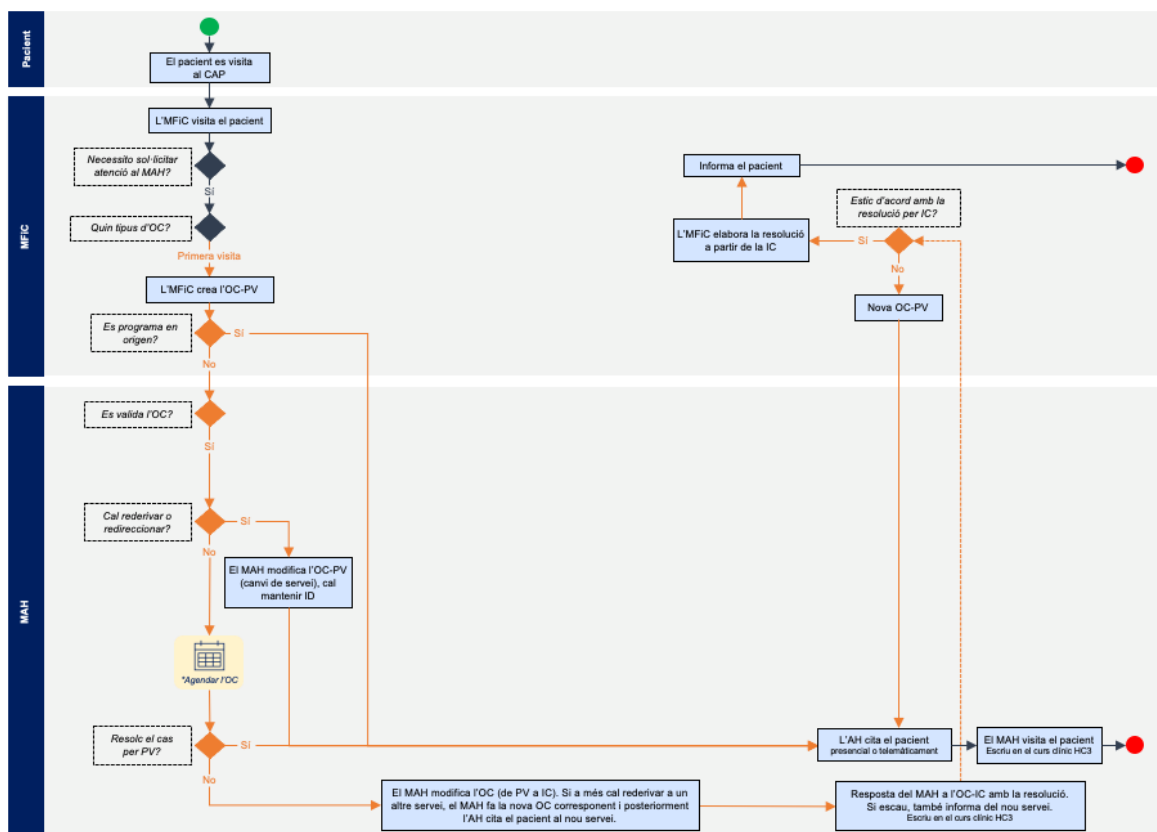 Pacient
El pacient es visita
al CAP
MFiC
L'MFiC visita el pacient
Necessito sol·licitar
atenció al MAH?
Sí
Quin tipus d'OC?
Primera visita
L'MFiC crea l'OC-PV
Es programa en
origen?
Sí
No
Informa el pacient
Estic d'acord amb la
resolució per IC?
L'MFiC elabora la resolució
a partir de la IC
Sí
No
Nova OC-PV
MAH
Es valida l'OC?
Sí
Cal rederivar o
redireccionar?
Sí
No
El MAH modifica l'OC-PV
(canvi de servei), cal
mantenir ID
*Agendar l'OC
Resolc el cas
per PV?
Sí
No
L'AH cita el pacient
presencial o telemàticament
El MAH visita el pacient
Escriu en el curs clínic HC3
El MAH modifica l'OC (de PV a IC). Si a més cal rederivar a un
altre servei, el MAH fa la nova OC corresponent i posteriorment
l'AH cita el pacient al nou servei.
Resposta del MAH a l'OC-IC amb la resolució.
Si escau, també informa del nou servei.
Escriu en el curs clínic HC3